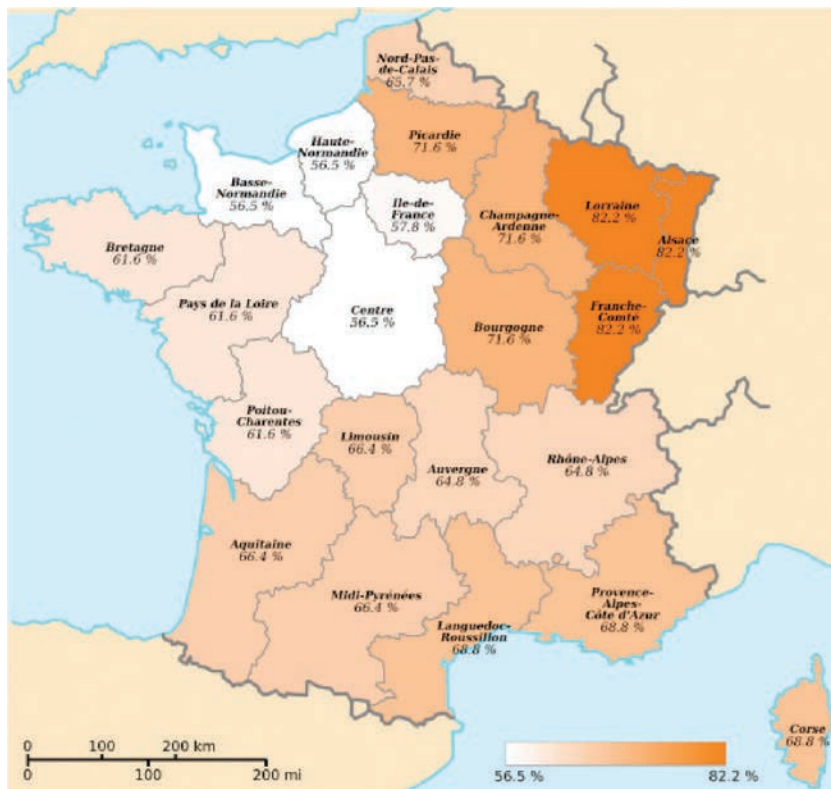 Nord-Pas-
de-Calais
65.7 %
Picardie
71.6 %
Haute-
Normandie
56.5 %
Basse-
Normandie
56.5 %
Ile-de-
France
57.8 %
Champagne-
Ardenne
71.6 %
Lorraine
82.2 %
Alsace
82.2 %
Bretagne
61.6 %
Pays de la Loire
61.6 %
Centre
56.5 %
Bourgogne
71.6 %
Franche-
Comté
82.2 %
Poitou-
Charentes
61.6 %
Limousin
66.4 %
Auvergne
64.8 %
Rhône-Alpes
64.8 %
Aquitaine
66.4 %
Midi-Pyrénées
66.4 %
Languedoc-
Roussillon
68.8 %
Provence-
Alpes-
Côte d'Azur
68.8 %
Corse
68.8 %
0 100 200 km
0 100 200 mi
56.5 % 82.2 %